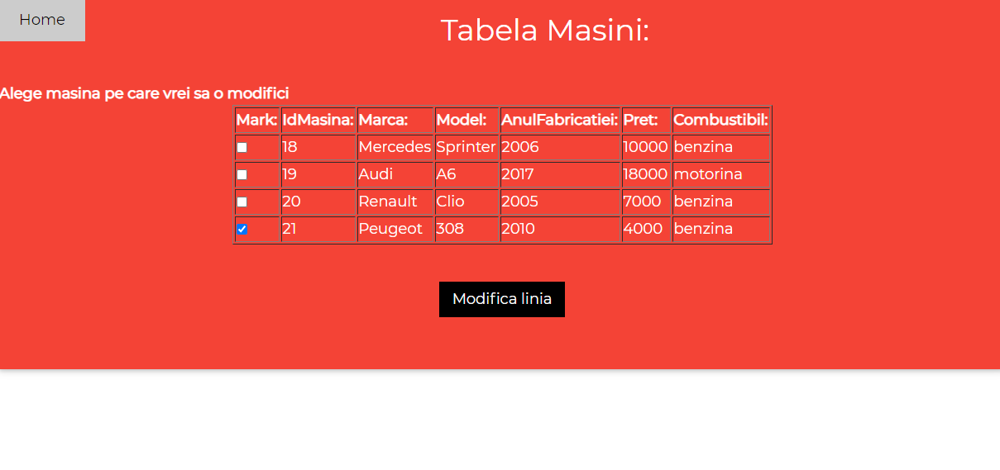 Home
Tabela Masini:
Alege masina pe care vrei sa o modifici
Mark: IdMasina: Marca: Model: AnulFabricatiei: Pret: Combustibil:
18 Mercedes Sprinter 2006 10000 benzina
19 Audi A6 2017 18000 motorina
20 Renault Clio 2005 7000 benzina
21 Peugeot 308 2010 4000 benzina
Modifica linia